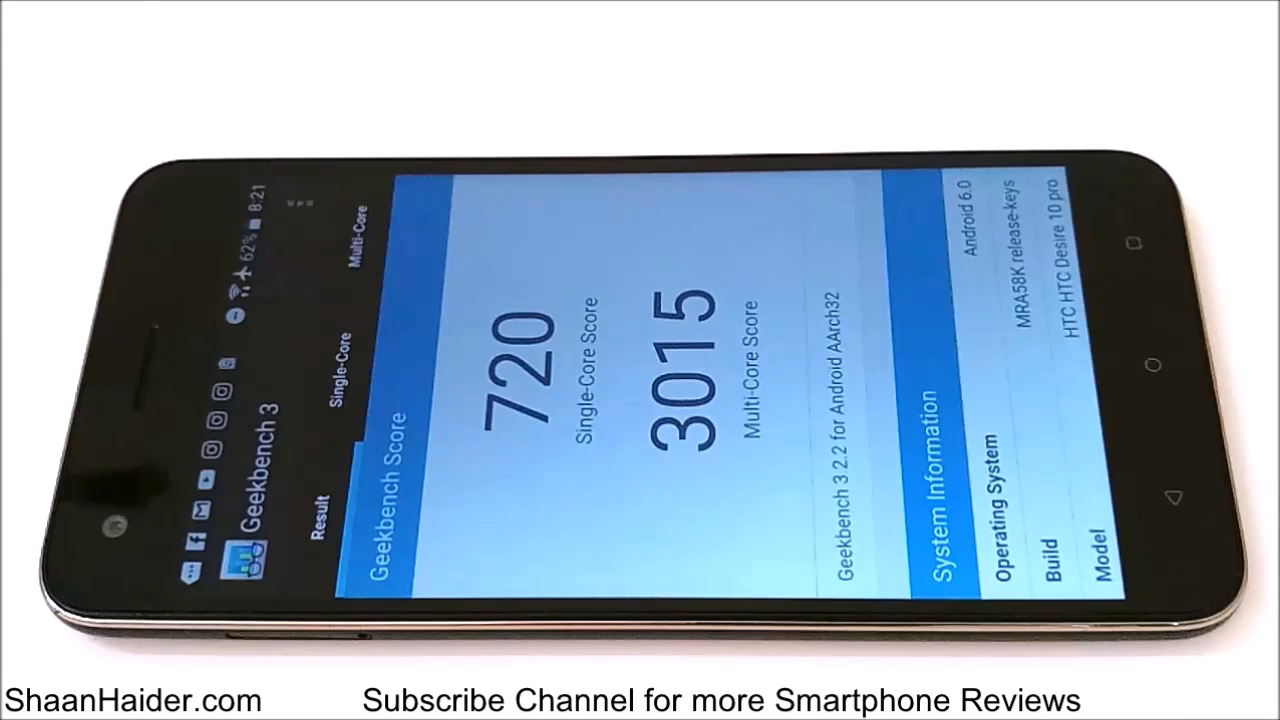 62% 8:21
Geekbench 3
Result Single-Core Multi-Core
Geekbench Score
720
Single-Core Score
3015
Multi-Core Score
Geekbench 3 2.2 for Android AArch32
System Information
Operating System Android 6.0
Build MRA58K release-keys
Model HTC HTC Desire 10 pro
ShaanHaider.com Subscribe Channel for more Smartphone Reviews